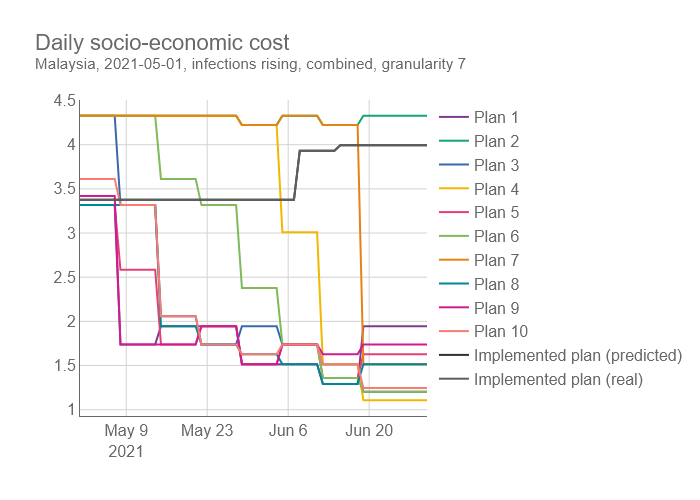 Daily socio-economic cost
Malaysia, 2021-05-01, infections rising, combined, granularity 7
4.5
4
3.5
3
2.5
2
1.5
1
May 9
2021
May 23
Jun 6
Jun 20
Plan 1
Plan 2
Plan 3
Plan 4
Plan 5
Plan 6
Plan 7
Plan 8
Plan 9
Plan 10
Implemented plan (predicted)
Implemented plan (real)